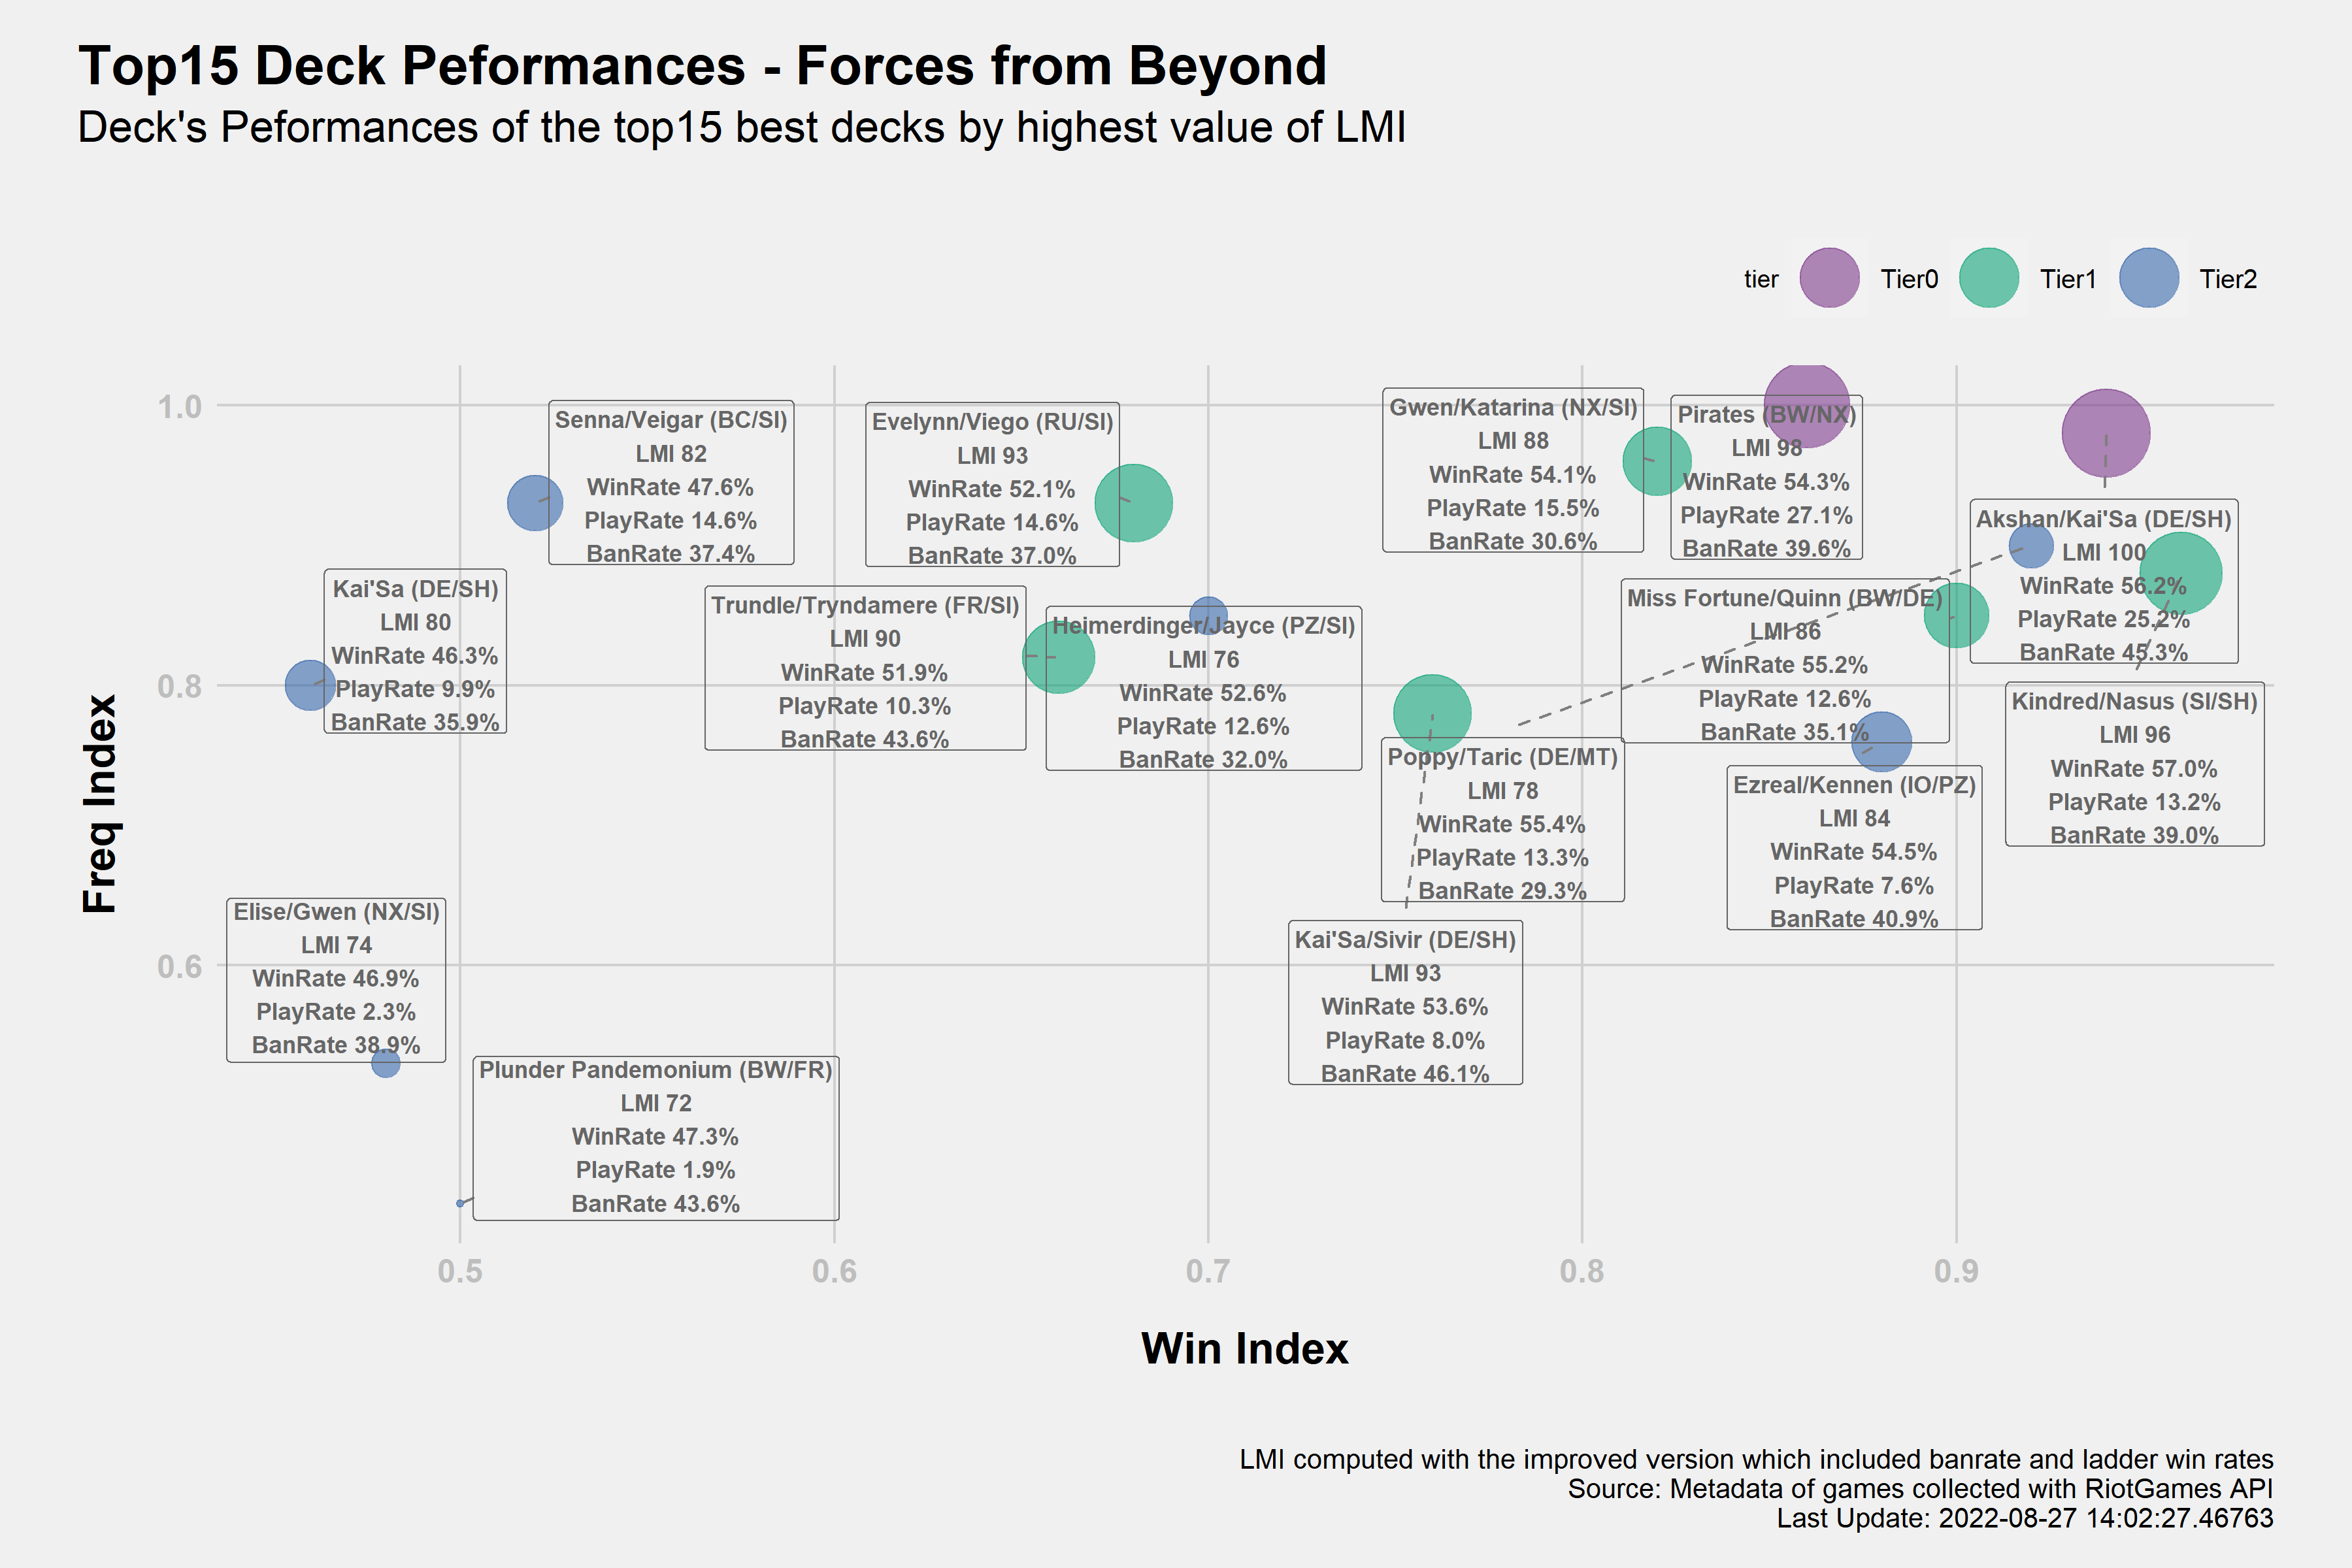 Top15 Deck Peformances - Forces from Beyond
Deck's Peformances of the top15 best decks by highest value of LMI
tier Tier0 Tier1 Tier2
Freq Index
1.0
0.8
0.6
Senna/Veigar (BC/SI)
LMI 82
WinRate 47.6%
PlayRate 14.6%
BanRate 37.4%
Evelynn/Viego (RU/SI)
LMI 93
WinRate 52.1%
PlayRate 14.6%
BanRate 37.0%
Gwen/Katarina (NX/SI)
LMI 88
WinRate 54.1%
PlayRate 15.5%
BanRate 30.6%
Pirates (BW/NX)
LMI 98
WinRate 54.3%
PlayRate 27.1%
BanRate 39.6%
Akshan/Kai'Sa (DE/SH)
LMI 100
WinRate 56.2%
PlayRate 25.2%
BanRate 45.3%
Kai'Sa (DE/SH)
LMI 80
WinRate 46.3%
PlayRate 9.9%
BanRate 35.9%
Trundle/Tryndamere (FR/SI)
LMI 90
WinRate 51.9%
PlayRate 10.3%
BanRate 43.6%
Heimerdinger/Jayce (PZ/SI)
LMI 76
WinRate 52.6%
PlayRate 12.6%
BanRate 32.0%
Miss Fortune/Quinn (BW/DE)
LMI 86
WinRate 55.2%
PlayRate 12.6%
BanRate 35.1%
Kindred/Nasus (SI/SH)
LMI 96
WinRate 57.0%
PlayRate 13.2%
BanRate 39.0%
Poppy/Taric (DE/MT)
LMI 78
WinRate 55.4%
PlayRate 13.3%
BanRate 29.3%
Ezreal/Kennen (IO/PZ)
LMI 84
WinRate 54.5%
PlayRate 7.6%
BanRate 40.9%
Elise/Gwen (NX/SI)
LMI 74
WinRate 46.9%
PlayRate 2.3%
BanRate 38.9%
Kai'Sa/Sivir (DE/SH)
LMI 93
WinRate 53.6%
PlayRate 8.0%
BanRate 46.1%
Plunder Pandemonium (BW/FR)
LMI 72
WinRate 47.3%
PlayRate 1.9%
BanRate 43.6%
0.5 0.6 0.7 0.8 0.9
Win Index
LMI computed with the improved version which included banrate and ladder win rates
Source: Metadata of games collected with RiotGames API
Last Update: 2022-08-27 14:02:27.46763